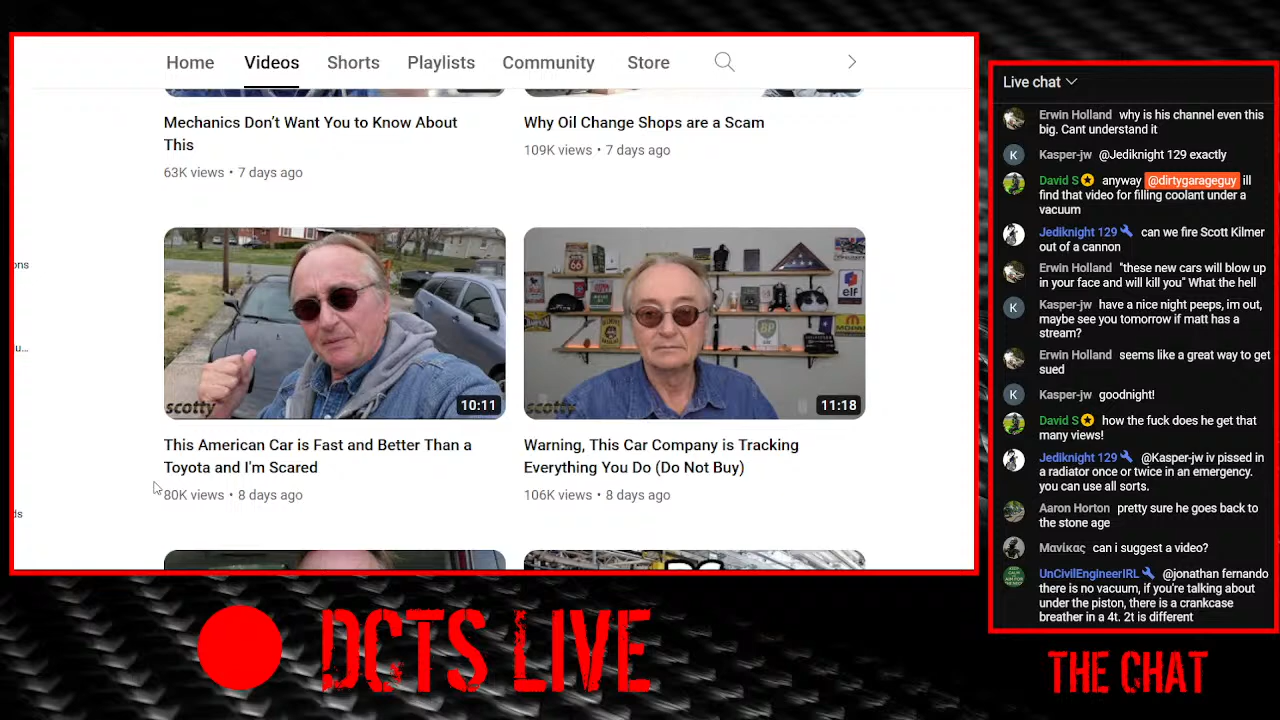 Home Videos Shorts Playlists Community Store
Mechanics Don't Want You to Know About
This
63K views • 7 days ago
Why Oil Change Shops are a Scam
109K views • 7 days ago
ons
u...
ds
scotty
10:11
This American Car is Fast and Better Than a
Toyota and I'm Scared
80K views • 8 days ago
66
elf
BP
scotty
11:18
Warning, This Car Company is Tracking
Everything You Do (Do Not Buy)
106K views • 8 days ago
Live chat
Erwin Holland why is his channel even this
big. Cant understand it
K
Kasper-jw @Jediknight 129 exactly
David S anyway @dirtygarageguy ill
find that video for filling coolant under a
vacuum
Jediknight 129 can we fire Scott Kilmer
out of a cannon
Erwin Holland "these new cars will blow up
in your face and will kill you" What the hell
K
Kasper-jw have a nice night peeps, im out,
maybe see you tomorrow if matt has a
stream?
Erwin Holland seems like a great way to get
sued
K
Kasper-jw goodnight!
David S how the fuck does he get that
many views!
Jediknight 129 @Kasper-jw iv pissed in
a radiator once or twice in an emergency.
you can use all sorts.
Aaron Horton pretty sure he goes back to
the stone age
Μανίκας can i suggest a video?
UnCivilEngineerIRL @jonathan fernando
there is no vacuum, if you're talking about
under the piston, there is a crankcase
breather in a 4t. 2t is different
DCTS LIVE
THE CHAT